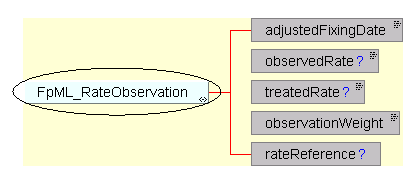 adjustedFixingDate
observedRate?
FpML_RateObservation
treatedRate?
observationWeight
rateReference?